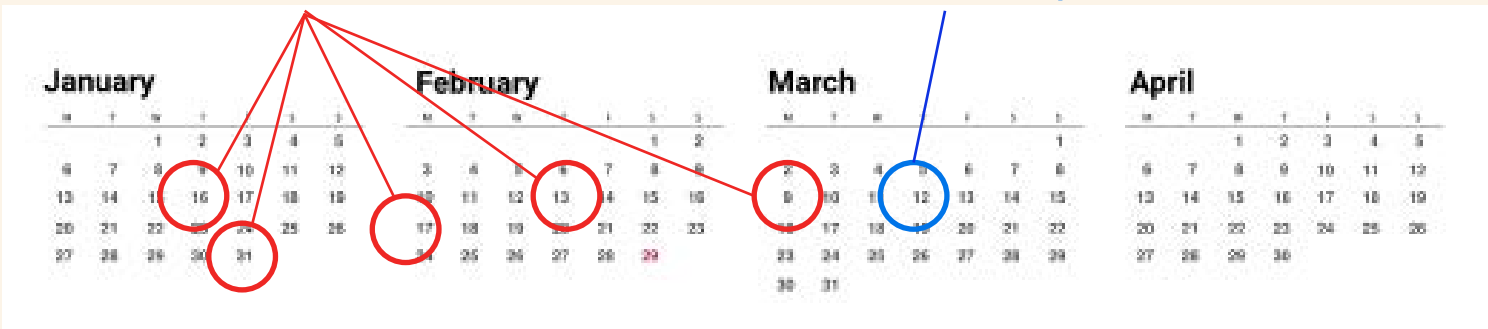 January
M T W T F S S
1 2 3 4 5
6 7 8 9 10 11 12
13 14 15 16 17 18 19
20 21 22 23 24 25 26
27 28 29 30 31
February
M T W T F S S
1 2
3 4 5 6 7 8 9
10 11 12 13 14 15 16
17 18 19 20 21 22 23
24 25 26 27 28 29
March
M T W F S S
1
2 3 4 5 6 7 8
9 10 11 12 13 14 15
16 17 18 19 20 21 22
23 24 25 26 27 28 29
30 31
April
M T W T F S S
1 2 3 4 5
6 7 8 9 10 11 12
13 14 15 16 17 18 19
20 21 22 23 24 25 26
27 28 29 30